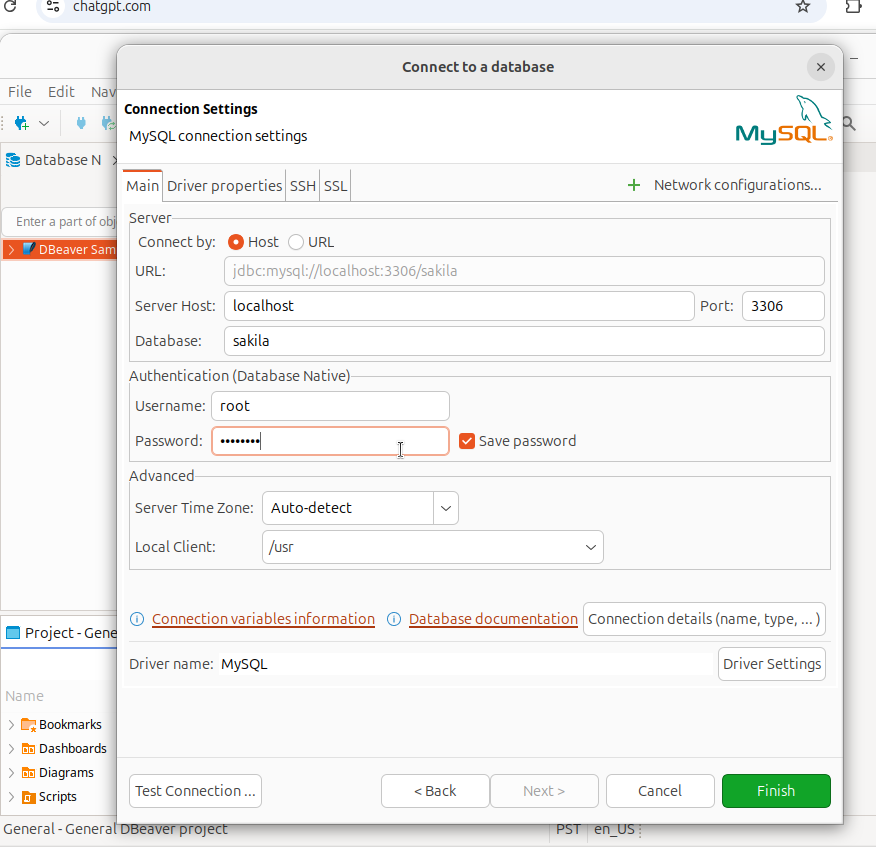 chatgpt.com
Connect to a database
File Edit Nav
Connection Settings
MySQL connection settings
MySQL
Database N
Main Driver properties SSH SSL Network configurations...
Enter a part of obj
DBeaver Sam
Server
Connect by: Host URL
URL: jdbc:mysql://localhost:3306/sakila
Server Host: localhost Port: 3306
Database: sakila
Authentication (Database Native)
Username: root
Password: •••••••• Save password
Advanced
Server Time Zone: Auto-detect
Local Client: /usr
Connection variables information Database documentation Connection details (name, type, ... )
Project - Gene
Driver name: MySQL Driver Settings
Name
Bookmarks
Dashboards
Diagrams
Scripts
Test Connection ... < Back Next > Cancel Finish
General - General DBeaver project PST en_US